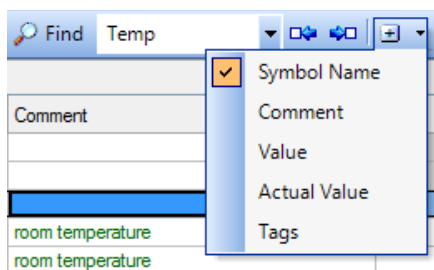 Find Temp
Symbol Name
Comment
Comment
Value
Actual Value
Tags
room temperature
room temperature